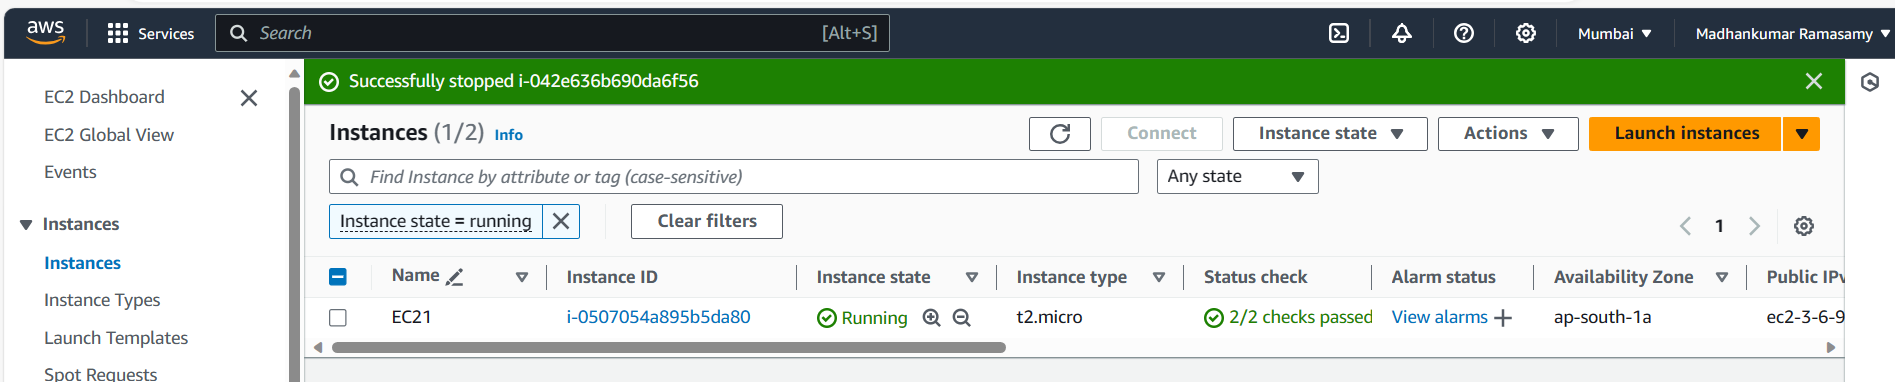 aws Services Search [Alt+S] Mumbai Madhankumar Ramasamy
Successfully stopped i-042e636b690da6f56
EC2 Dashboard
EC2 Global View
Events
Instances
Instances
Instance Types
Launch Templates
Spot Requests
Instances (1/2) Info Connect Instance state Actions Launch instances
Find Instance by attribute or tag (case-sensitive) Any state
Instance state = running Clear filters 1
Name Instance ID Instance state Instance type Status check Alarm status Availability Zone Public IPv
EC21 i-0507054a895b5da80 Running t2.micro 2/2 checks passed View alarms ap-south-1a ec2-3-6-9